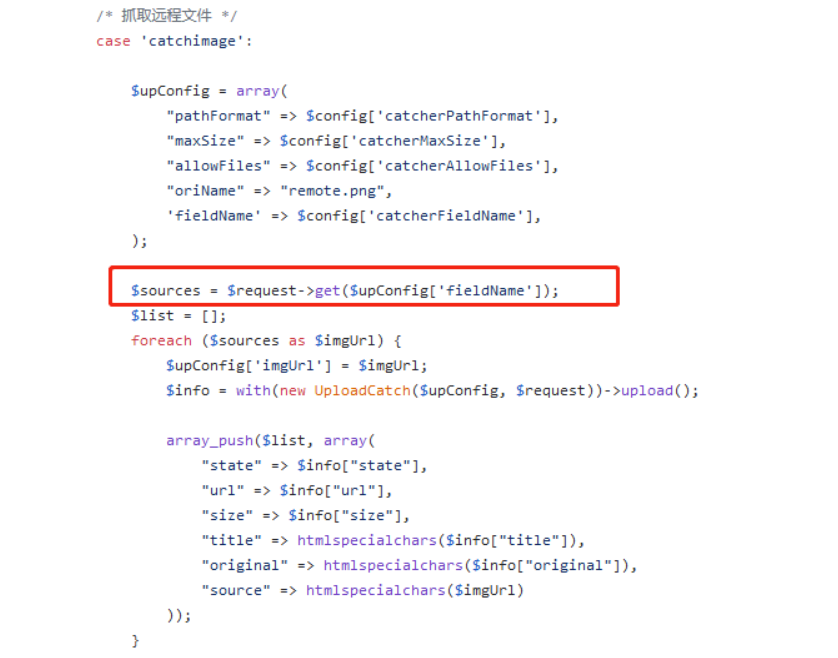 /* 抓取远程文件 */
case 'catchimage':
$upConfig = array(
"pathFormat" => $config['catcherPathFormat'],
"maxSize" => $config['catcherMaxSize'],
"allowFiles" => $config['catcherAllowFiles'],
"oriName" => "remote.png",
'fieldName' => $config['catcherFieldName'],
);
$sources = $request->get($upConfig['fieldName']);
$list = [];
foreach ($sources as $imgUrl) {
$upConfig['imgUrl'] = $imgUrl;
$info = with(new UploadCatch($upConfig, $request))->upload();
array_push($list, array(
"state" => $info["state"],
"url" => $info["url"],
"size" => $info["size"],
"title" => htmlspecialchars($info["title"]),
"original" => htmlspecialchars($info["original"]),
"source" => htmlspecialchars($imgUrl)
));
}